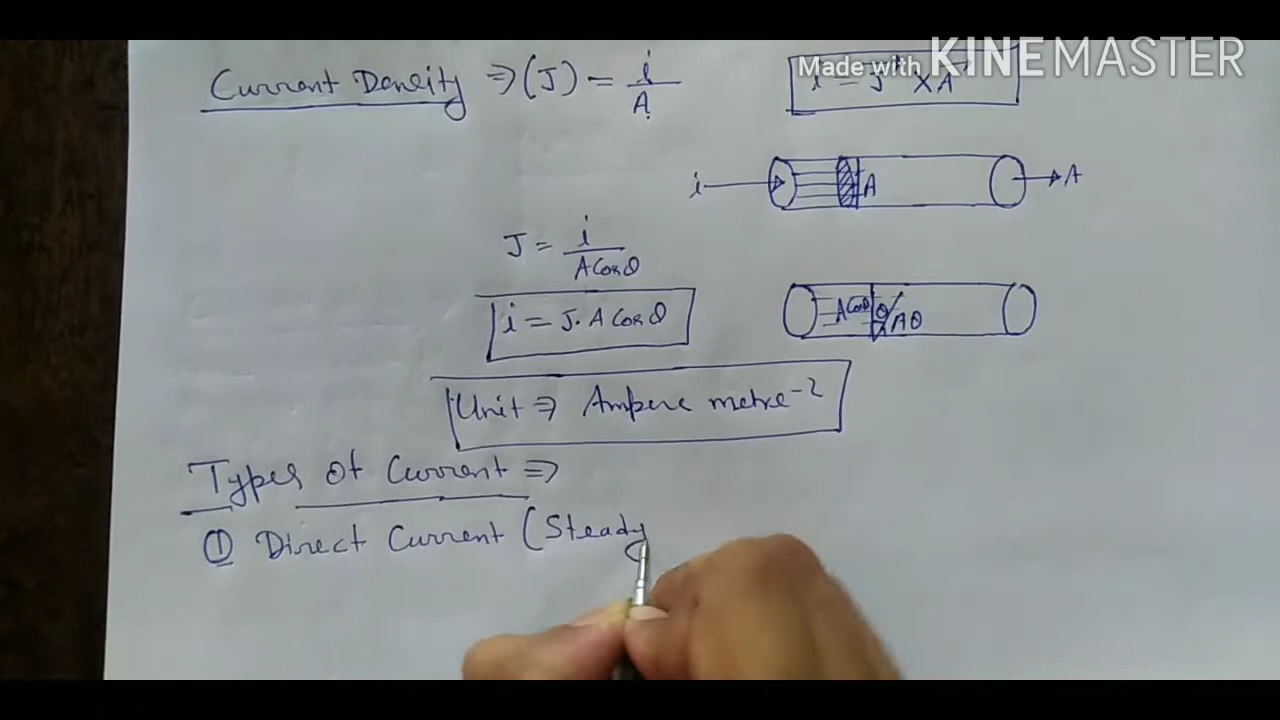 Made with KINEMASTER
Current Density ⇒ (J) = i/A
i = J→ X A→
i A A
J = i/A Cos θ
i = J. A Cos θ
A Cos θ θ A θ
Unit ⇒ Ampere metre-2
Types of Current ⇒
① Direct Current (Steady